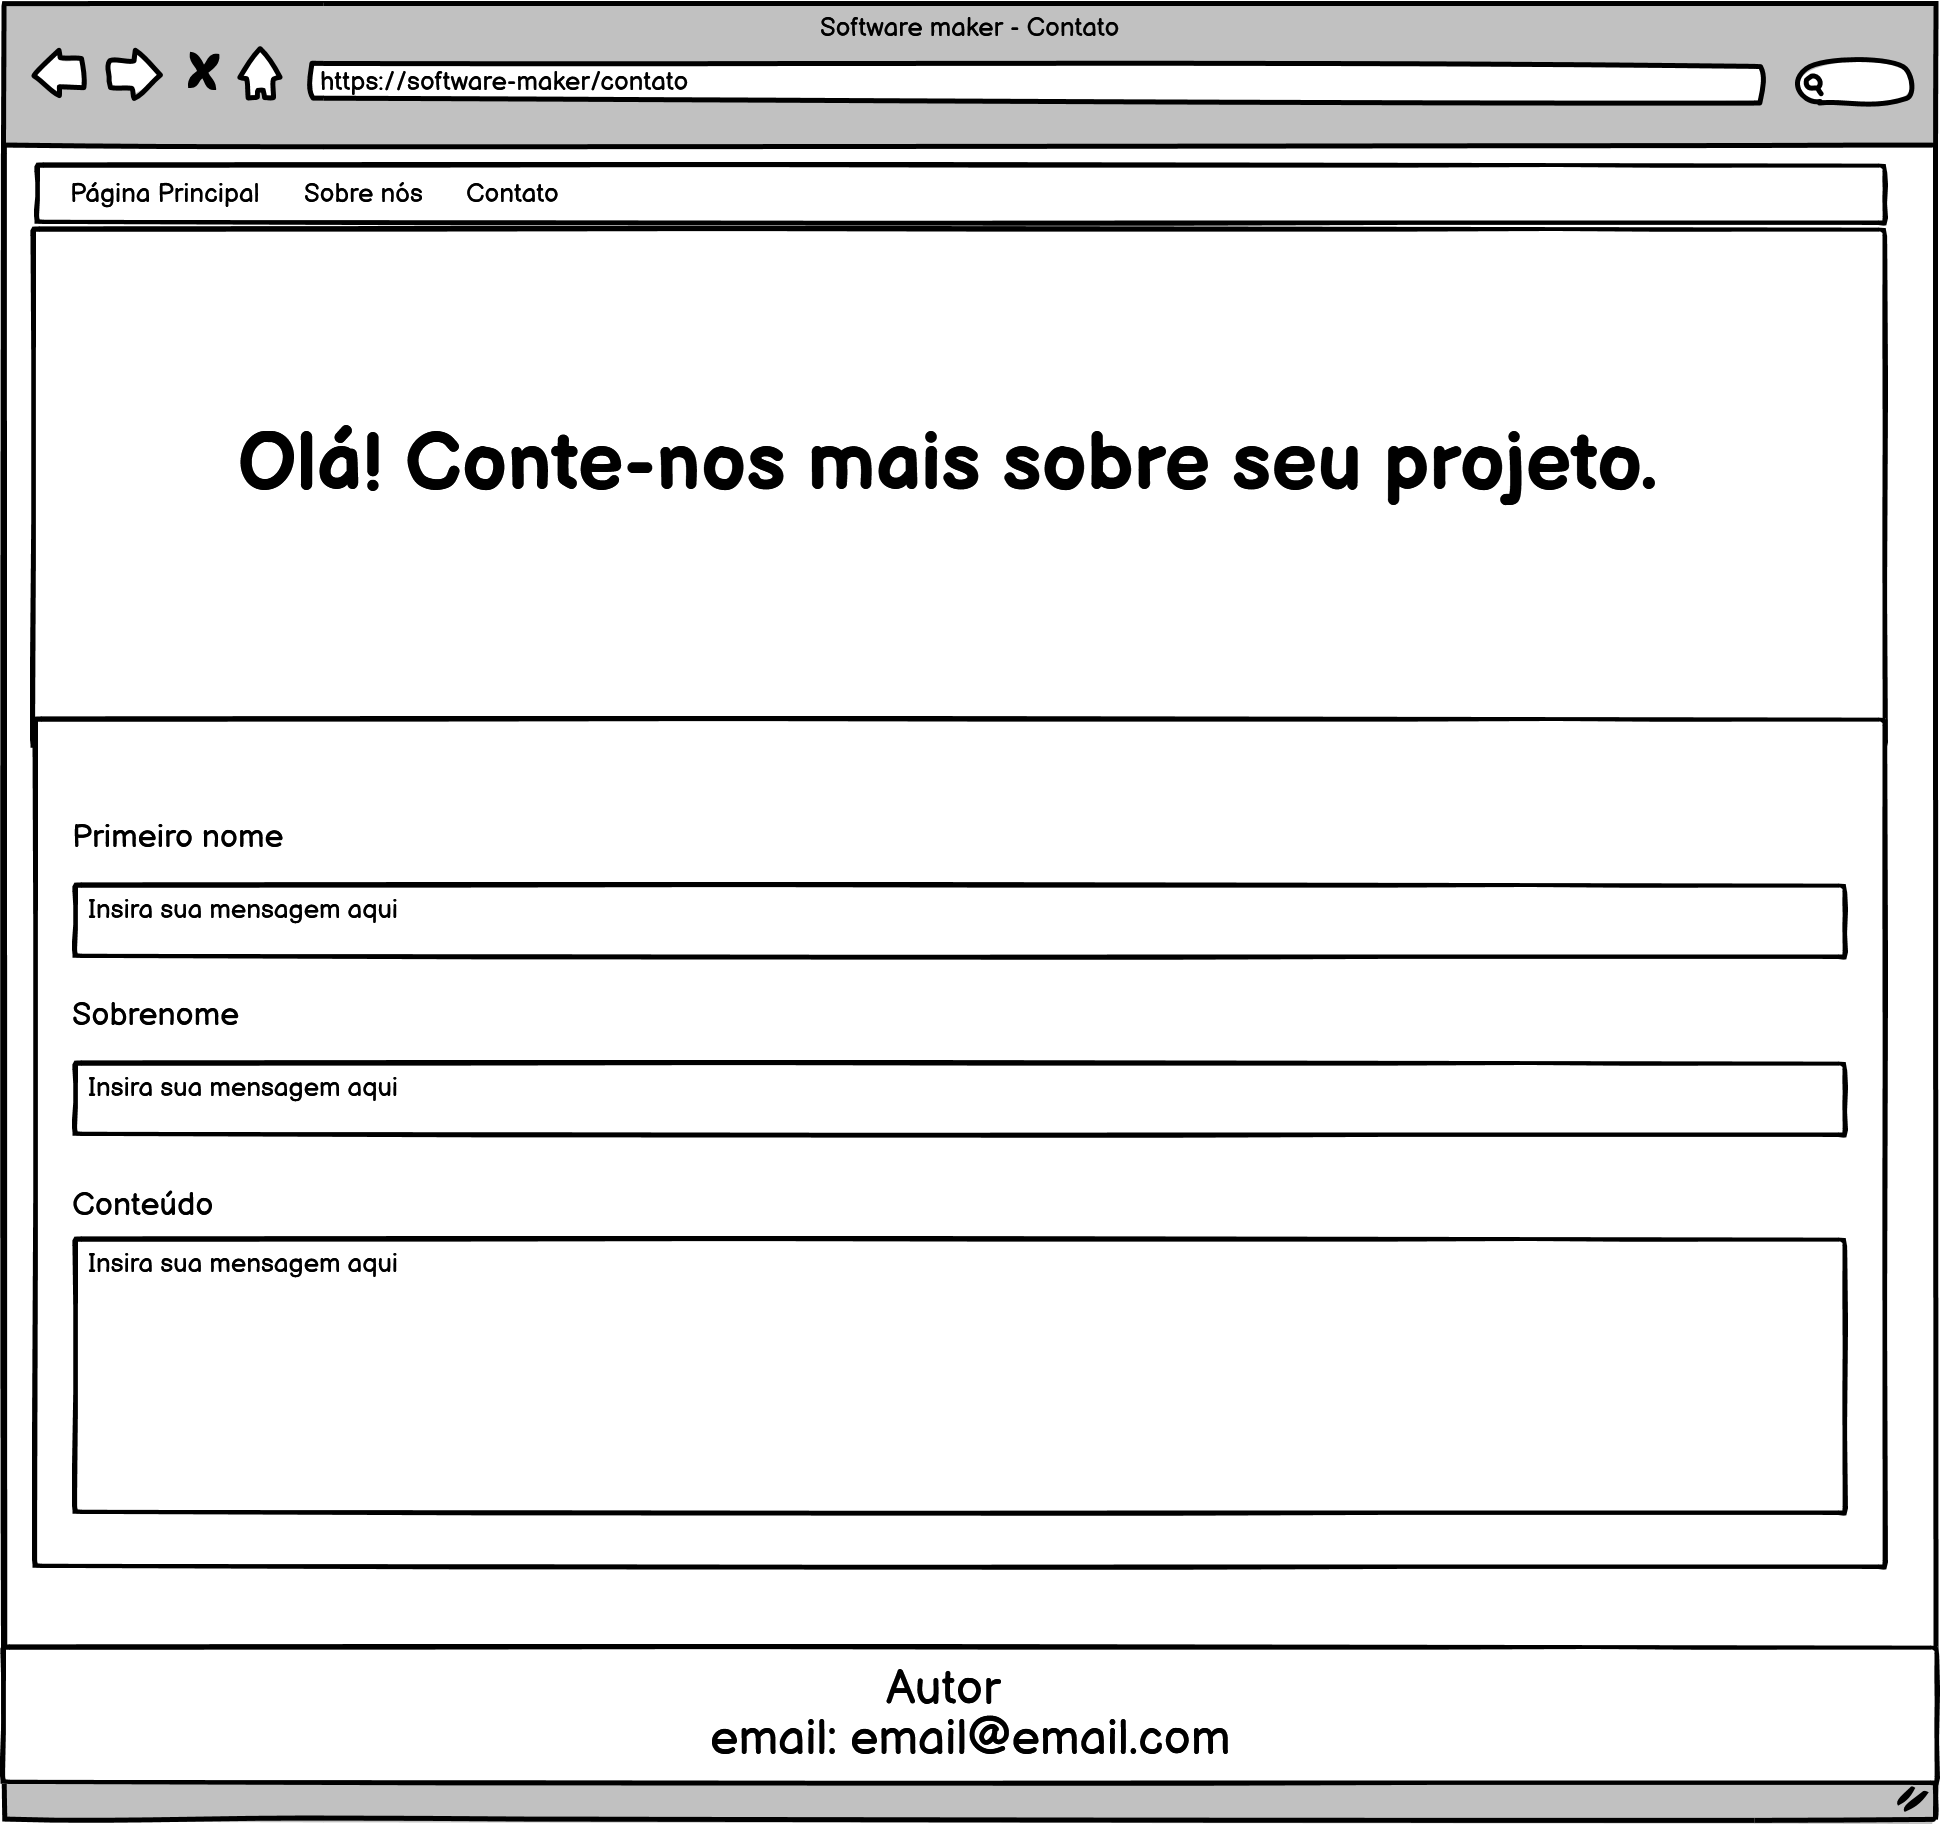 Software maker - Contato
https://software-maker/contato
Página Principal Sobre nós Contato
Olá! Conte-nos mais sobre seu projeto.
Primeiro nome
Insira sua mensagem aqui
Sobrenome
Insira sua mensagem aqui
Conteúdo
Insira sua mensagem aqui
Autor
email: email@email.com